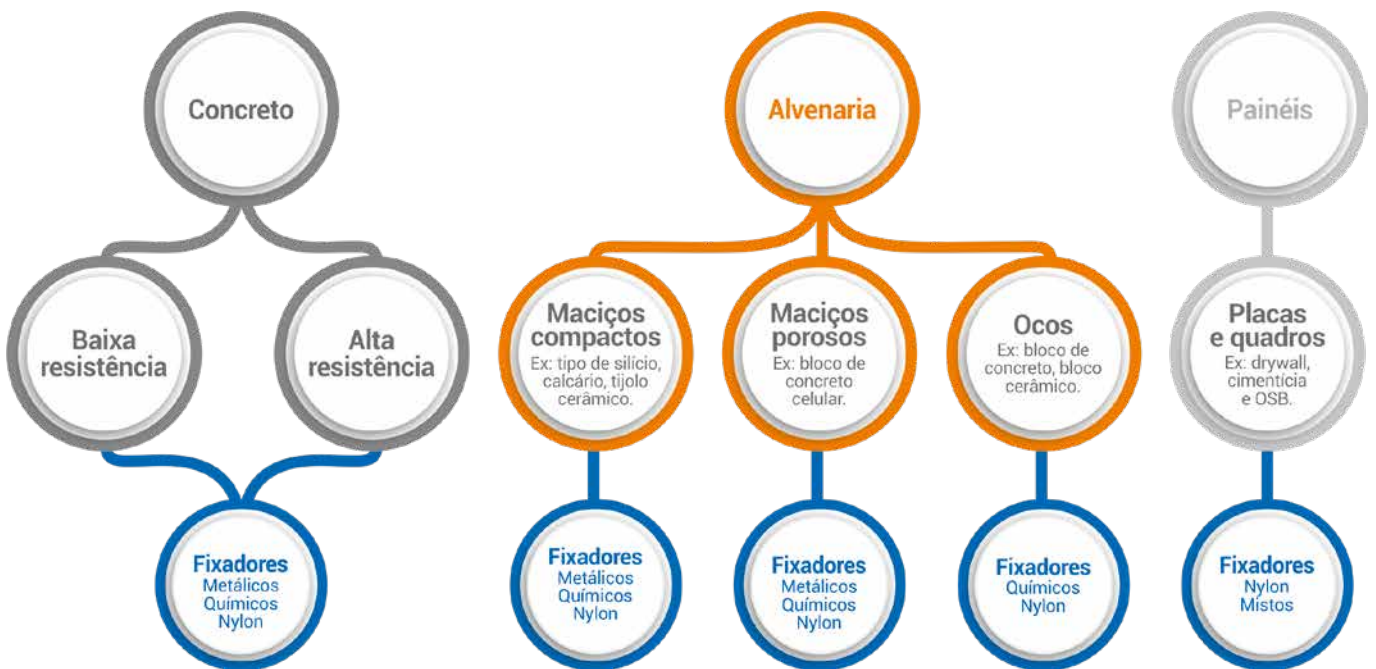 Concreto
Alvenaria
Painéis
Baixa
resistência
Alta
resistência
Maciços
compactos
Ex: tipo de silício,
calcário, tijolo
cerâmico.
Maciços
porosos
Ex: bloco de
concreto
celular.
Ocos
Ex: bloco de
concreto, bloco
cerâmico.
Placas
e quadros
Ex: drywall,
cimentícia
e OSB.
Fixadores
Metálicos
Químicos
Nylon
Fixadores
Metálicos
Químicos
Nylon
Fixadores
Metálicos
Químicos
Nylon
Fixadores
Químicos
Nylon
Fixadores
Nylon
Místos